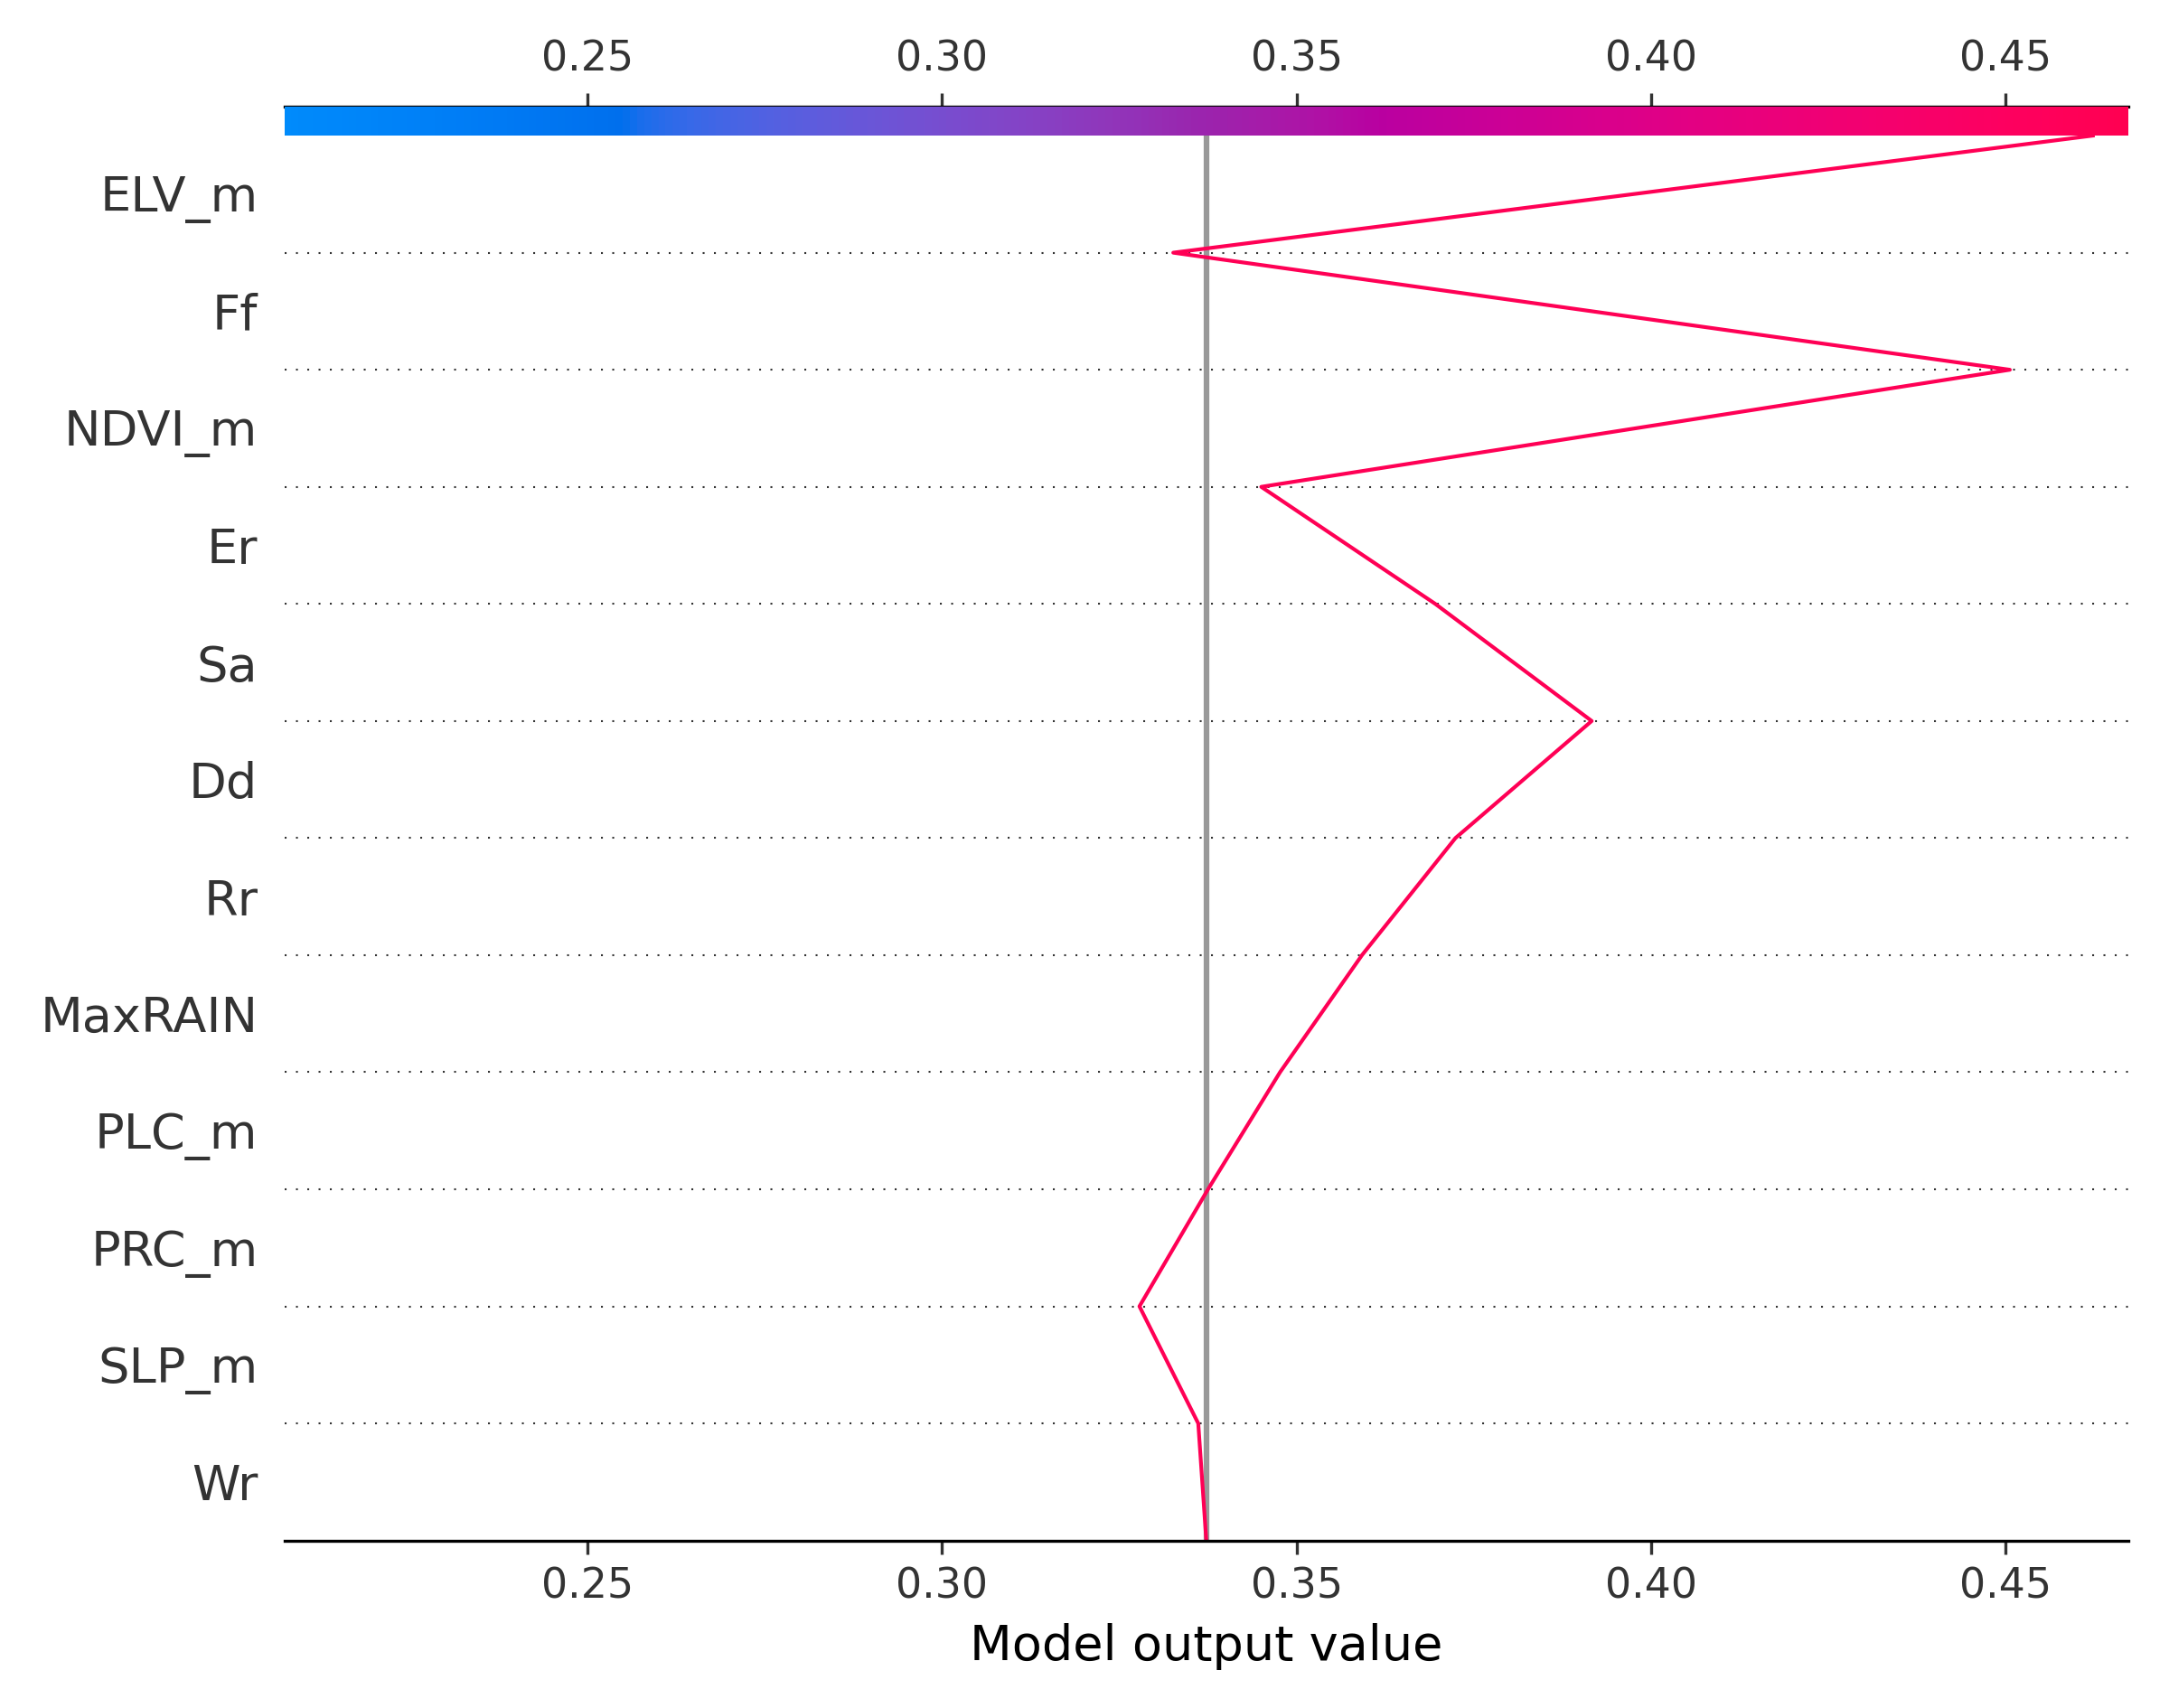 0.25 0.30 0.35 0.40 0.45
ELV_m
Ff
NDVI_m
Er
Sa
Dd
Rr
MaxRAIN
PLC_m
PRC_m
SLP_m
Wr
0.25 0.30 0.35 0.40 0.45
Model output value